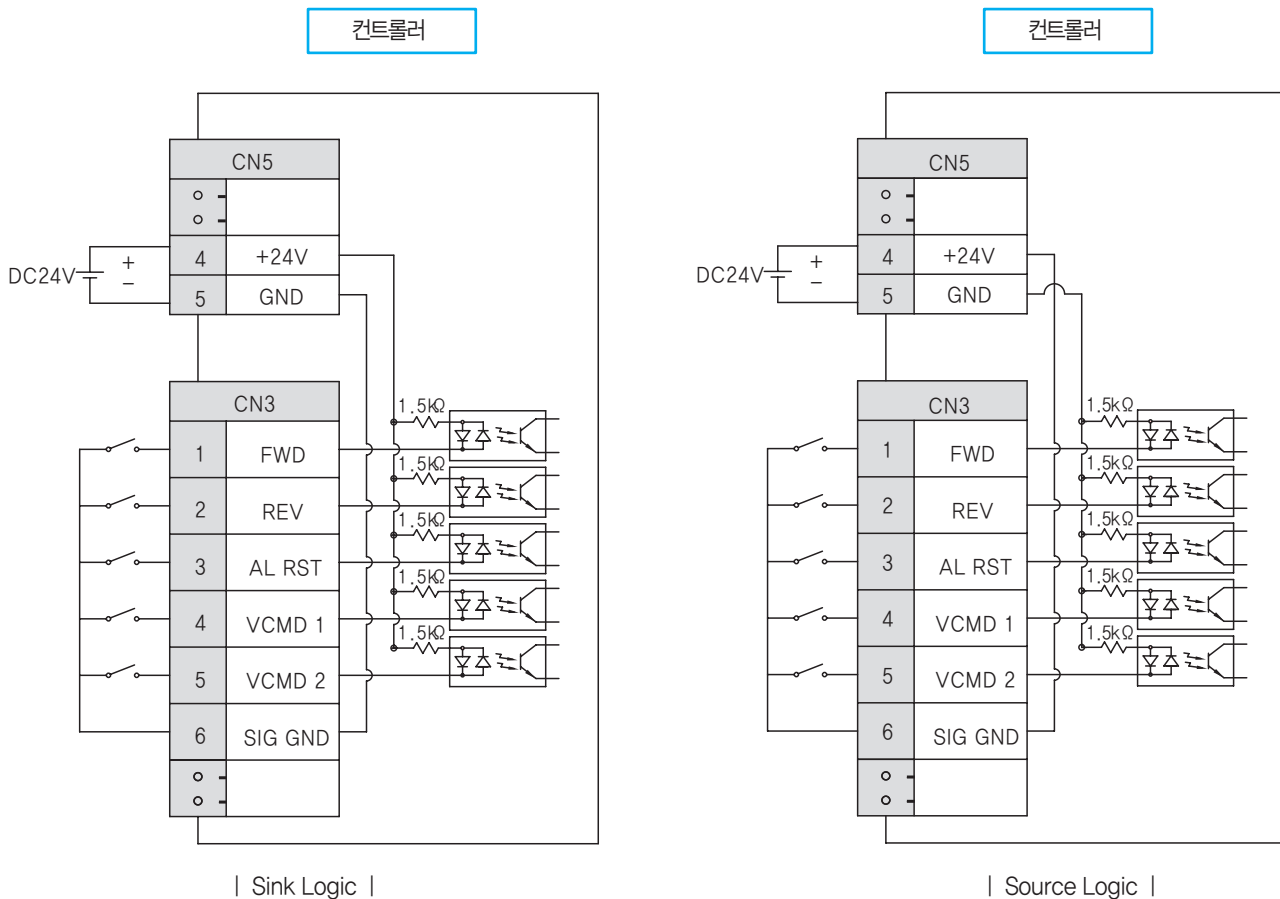 컨트롤러
CN5
DC24V
+
−
4 +24V
5 GND
CN3
1 FWD
2 REV
3 AL RST
4 VCMD 1
5 VCMD 2
6 SIG GND
1.5kΩ
1.5kΩ
1.5kΩ
1.5kΩ
1.5kΩ
| Sink Logic |
컨트롤러
CN5
DC24V
+
−
4 +24V
5 GND
CN3
1 FWD
2 REV
3 AL RST
4 VCMD 1
5 VCMD 2
6 SIG GND
1.5kΩ
1.5kΩ
1.5kΩ
1.5kΩ
1.5kΩ
| Source Logic |